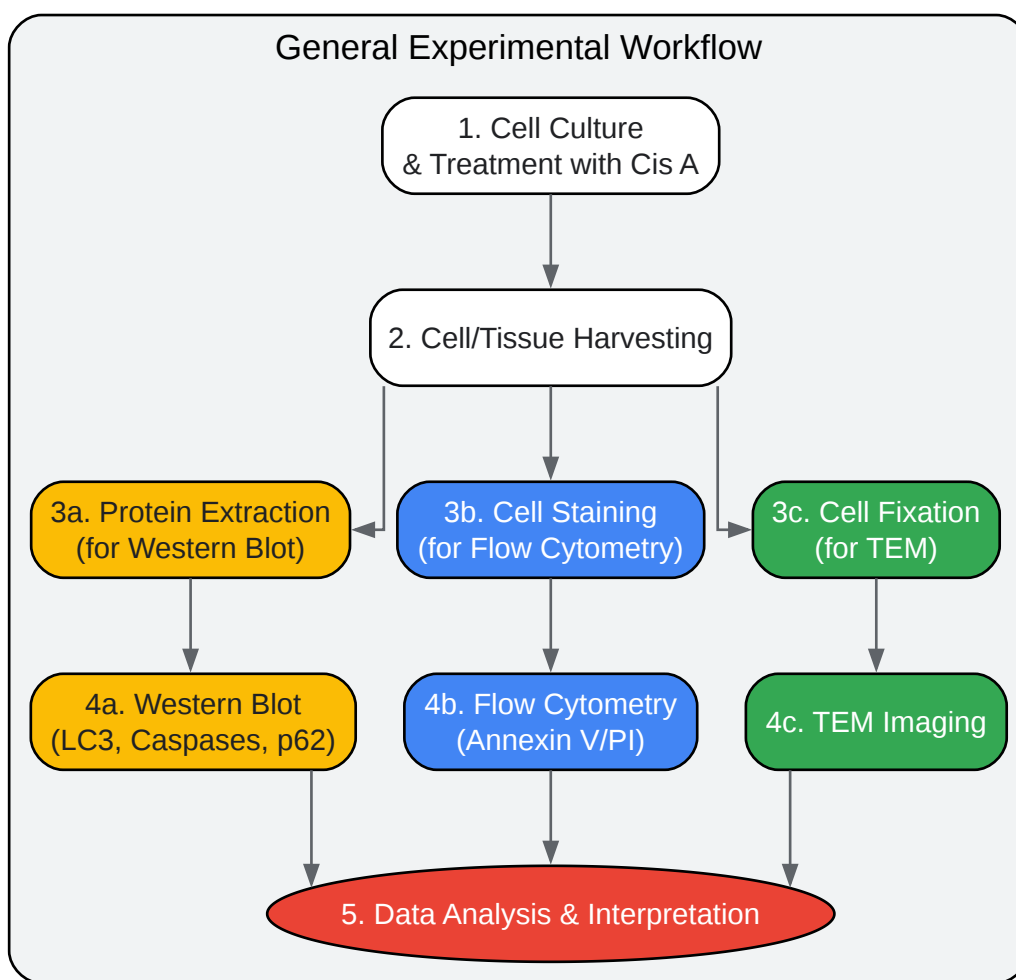 General Experimental Workflow
1. Cell Culture
& Treatment with Cis A
2. Cell/Tissue Harvesting
3a. Protein Extraction
(for Western Blot)
3b. Cell Staining
(for Flow Cytometry)
3c. Cell Fixation
(for TEM)
4a. Western Blot
(LC3, Caspases, p62)
4b. Flow Cytometry
(Annexin V/PI)
4c. TEM Imaging
5. Data Analysis & Interpretation